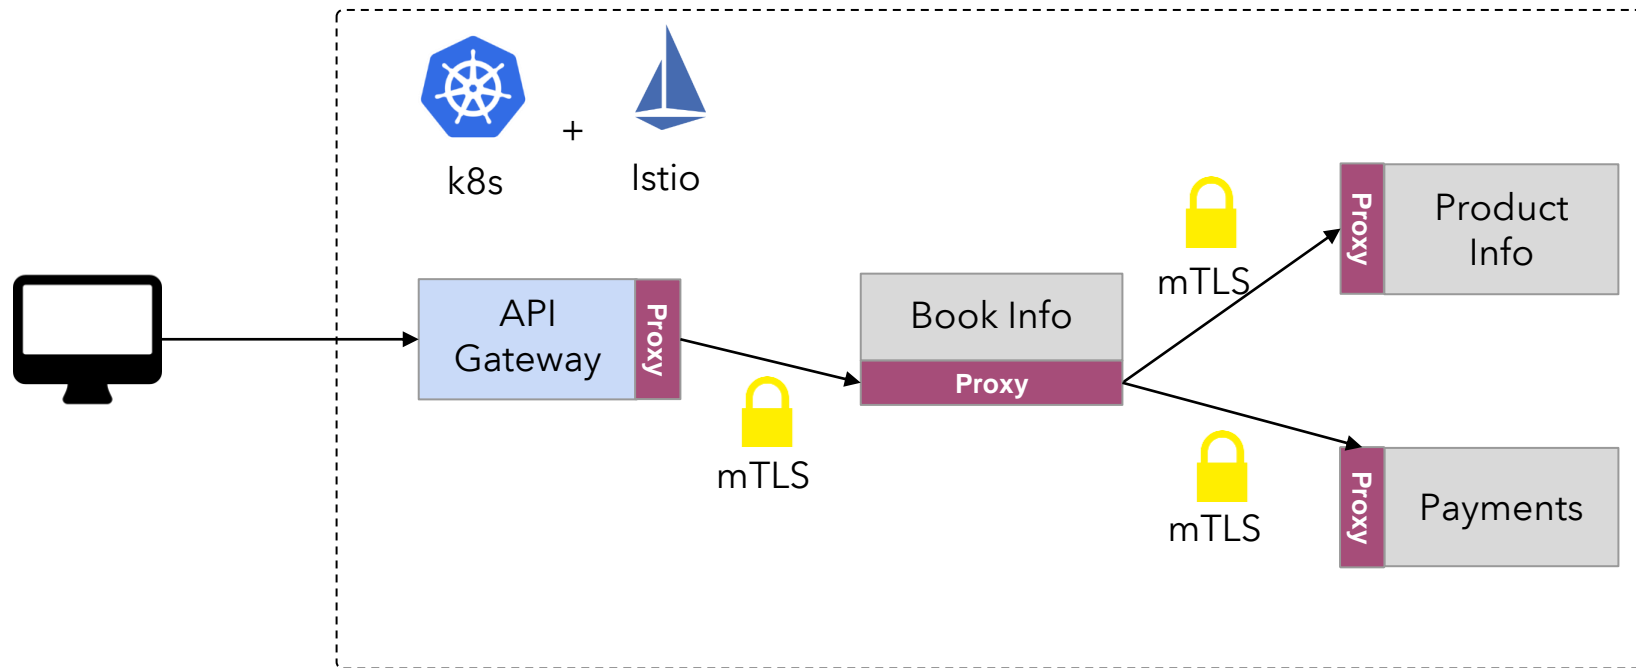 k8s
+
Istio
API
Gateway
Proxy
mTLS
Book Info
Proxy
mTLS
Proxy
Product
Info
mTLS
Proxy
Payments